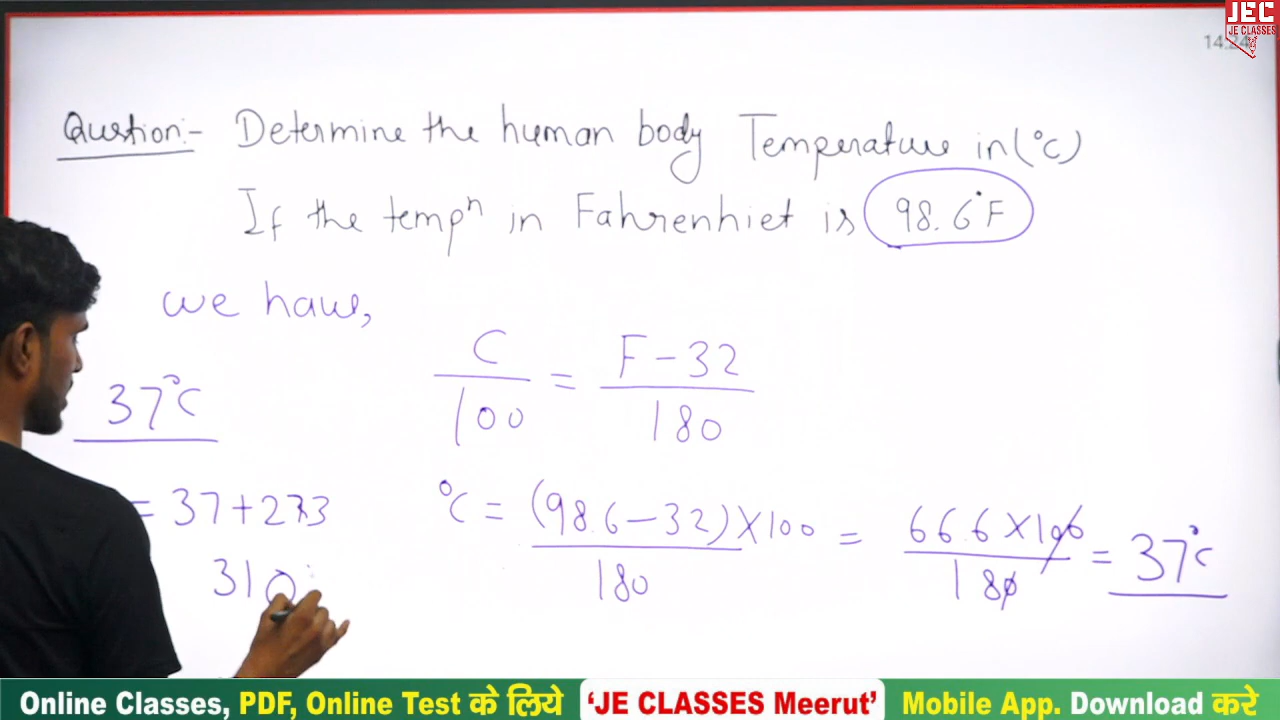 JEC
JE CLASSES
Qustion:- Determine the human body Temperature in (°C)
If the tempⁿ in Fahrenhiet is 98.6°F
we have,
C/100 = F-32/180
37°C
= 37+273
310
°C = (98.6-32)×100/180 = 66.6×100/180 = 37°C
Online Classes, PDF, Online Test के लिये 'JE CLASSES Meerut' Mobile App. Download करे